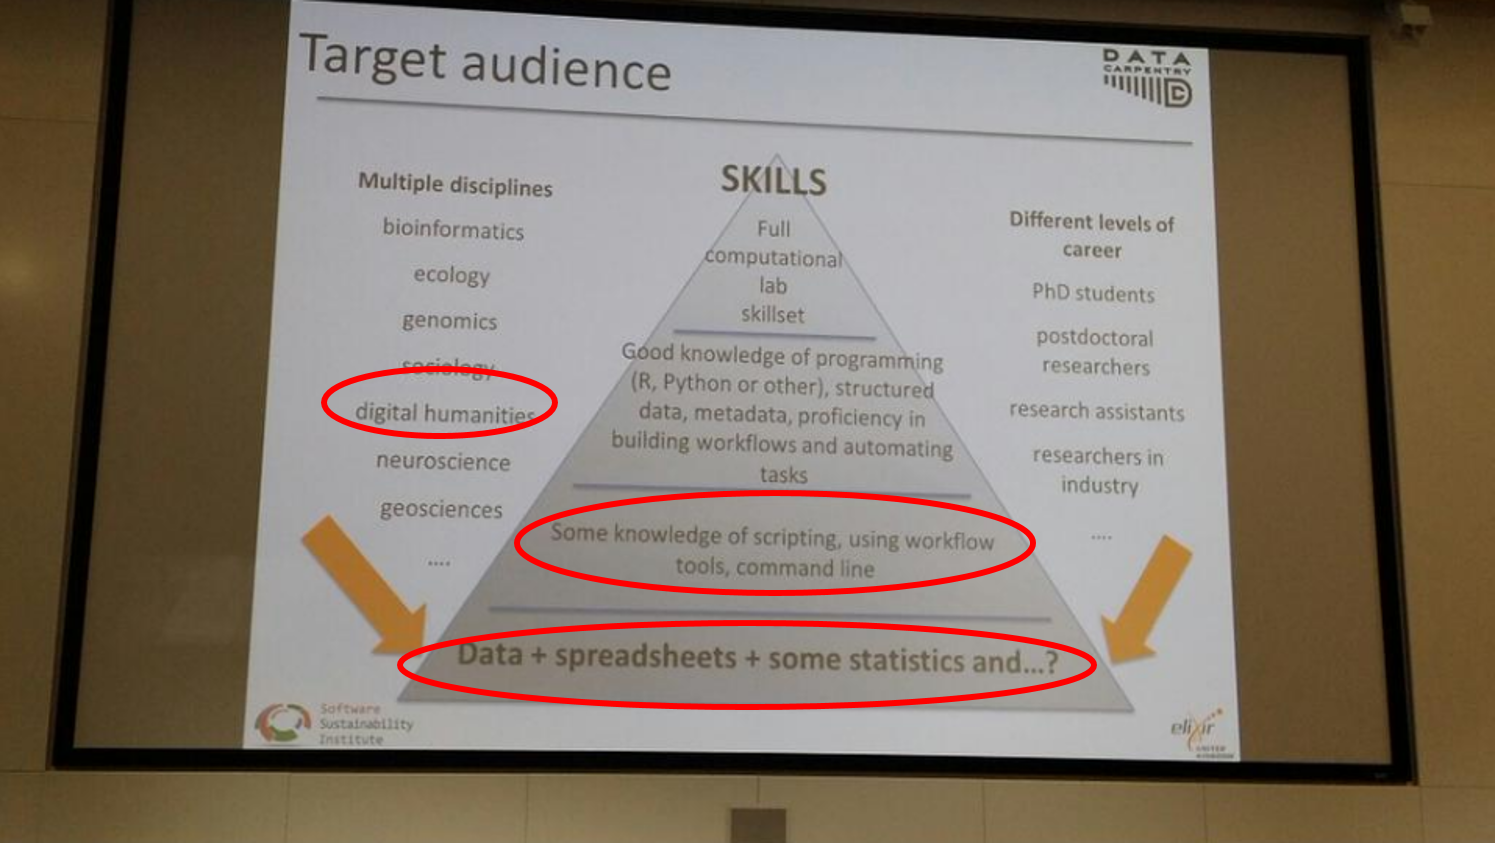 Target audience
DATA
CARPENTRY
DC
Multiple disciplines
bioinformatics
ecology
genomics
sociology
digital humanities
neuroscience
geosciences
....
SKILLS
Full
computational
lab
skillset
Good knowledge of programming
(R, Python or other), structured
data, metadata, proficiency in
building workflows and automating
tasks
Some knowledge of scripting, using workflow
tools, command line
Data + spreadsheets + some statistics and...?
Different levels of
career
PhD students
postdoctoral
researchers
research assistants
researchers in
industry
....
Software
Sustainability
Institute
elixir
UNITED
KINGDOM